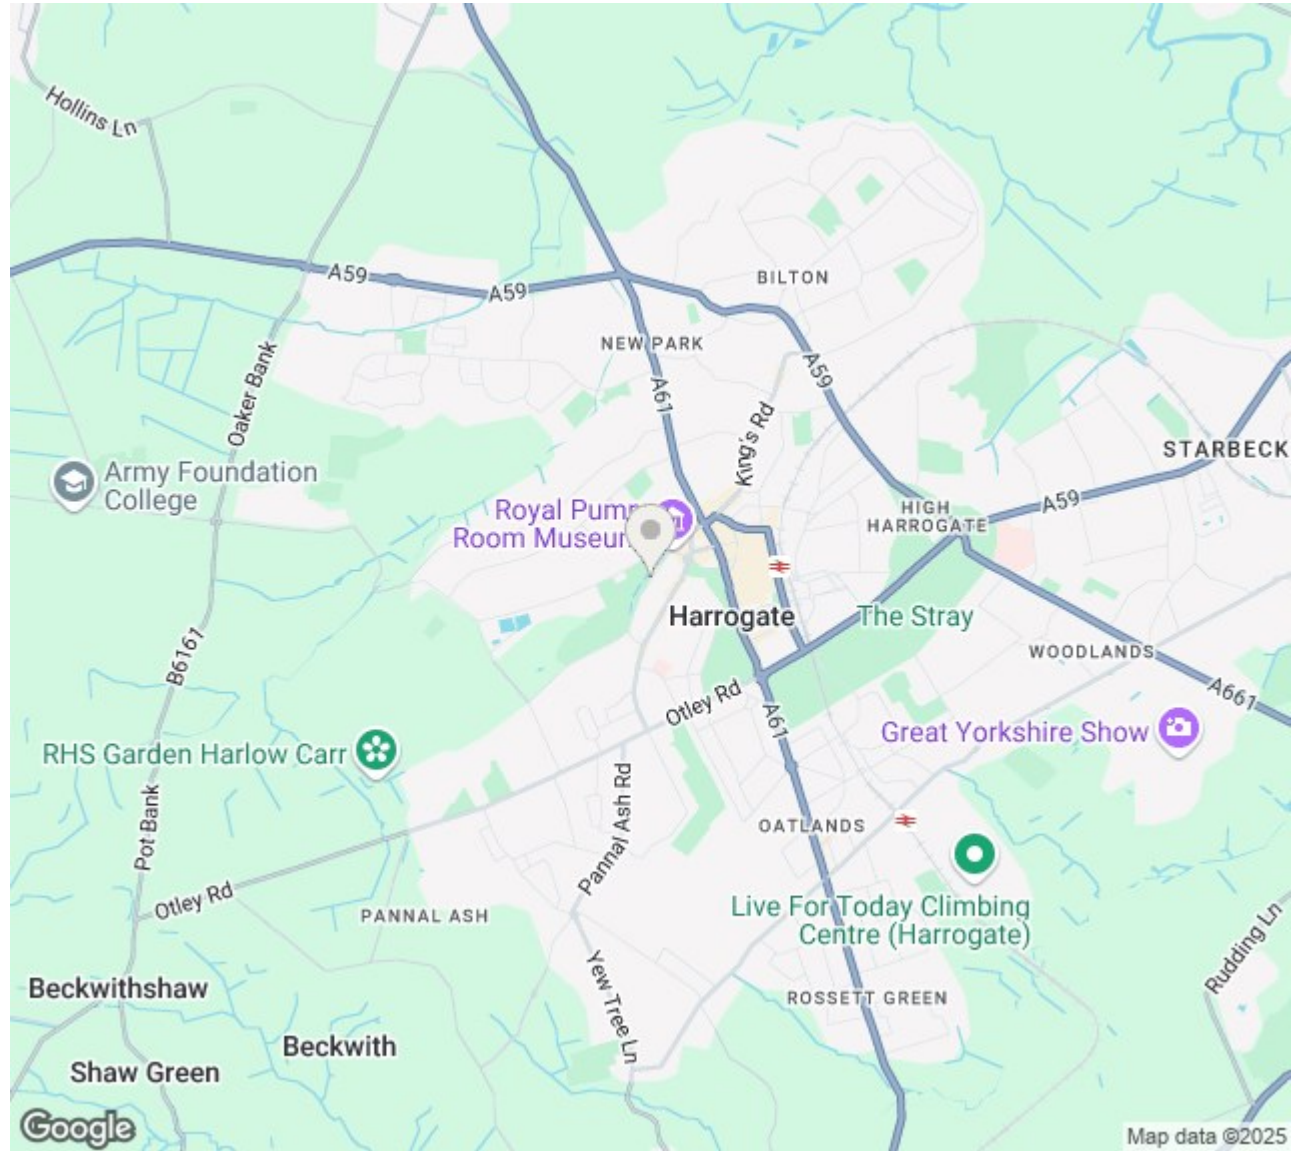 Hollins Ln
A59
A59
BILTON
NEW PARK
A59
A61
King's Rd
Oaker Bank
STARBECK
Army Foundation
College
Royal Pump
Room Museum
HIGH
HARROGATE
A59
Harrogate
The Stray
WOODLANDS
B6161
Otley Rd
A61
A661
Great Yorkshire Show
RHS Garden Harlow Carr
Pot Bank
Pannal Ash Rd
OATLANDS
Otley Rd
PANNAL ASH
Live For Today Climbing
Centre (Harrogate)
Rudding Ln
Beckwithshaw
Yew Tree Ln
ROSSETT GREEN
Beckwith
Shaw Green
Google
Map data ©2025